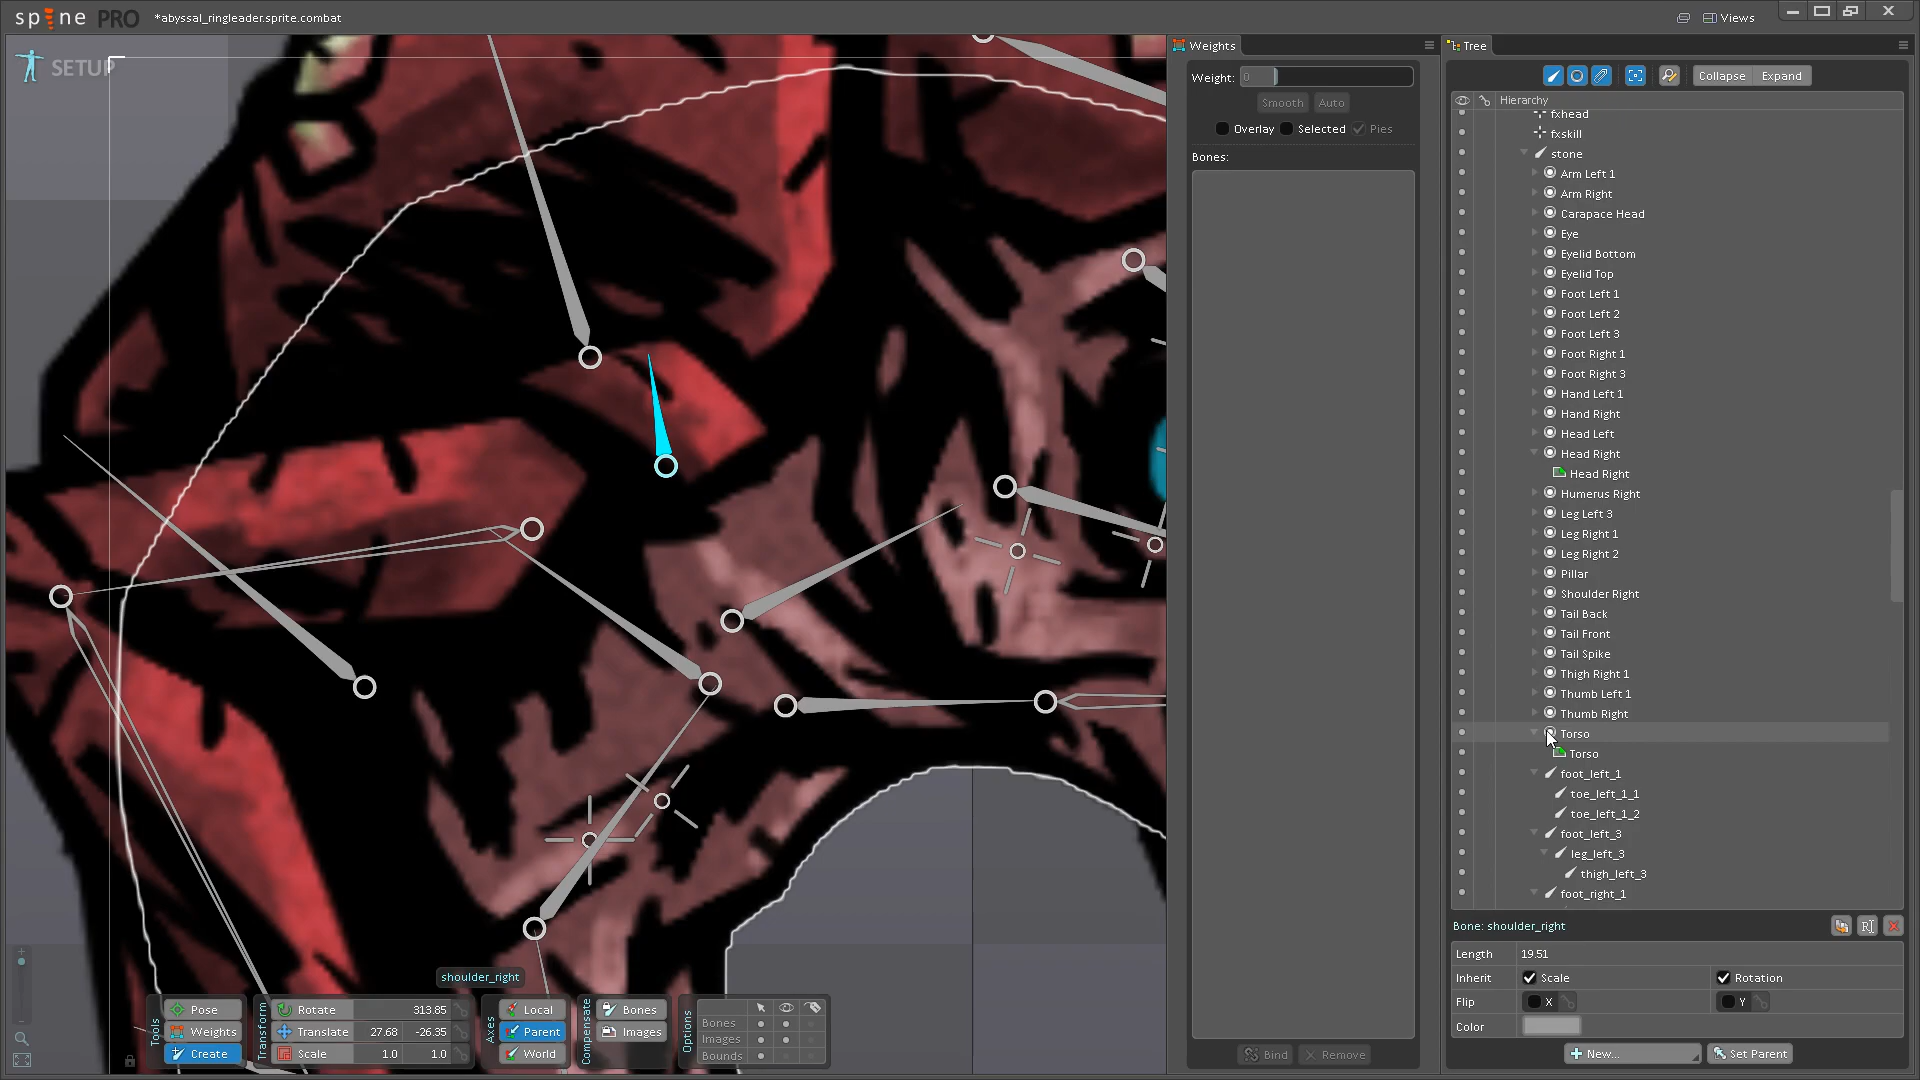 spine PRO *abyssal_ringleader.sprite.combat
Views
SETUP
Weights
Weight: 0
Smooth Auto
Overlay Selected Pies
Bones:
Bind Remove
Tree
Collapse Expand
Hierarchy
fxhead
fxskill
stone
Arm Left 1
Arm Right
Carapace Head
Eye
Eyelid Bottom
Eyelid Top
Foot Left 1
Foot Left 2
Foot Left 3
Foot Right 1
Foot Right 3
Hand Left 1
Hand Right
Head Left
Head Right
Head Right
Humerus Right
Leg Left 3
Leg Right 1
Leg Right 2
Pillar
Shoulder Right
Tail Back
Tail Front
Tail Spike
Thigh Right 1
Thumb Left 1
Thumb Right
Torso
Torso
foot_left_1
toe_left_1_1
toe_left_1_2
foot_left_3
leg_left_3
thigh_left_3
foot_right_1
Bone: shoulder_right
Length 19.51
Inherit Scale Rotation
Flip X Y
Color
New... Set Parent
shoulder_right
Tools
Pose
Weights
Create
Transform
Rotate 313.85
Translate 27.68 -26.35
Scale 1.0 1.0
Axes
Local
Parent
World
Compensate
Bones
Images
Options
Bones
Images
Bounds